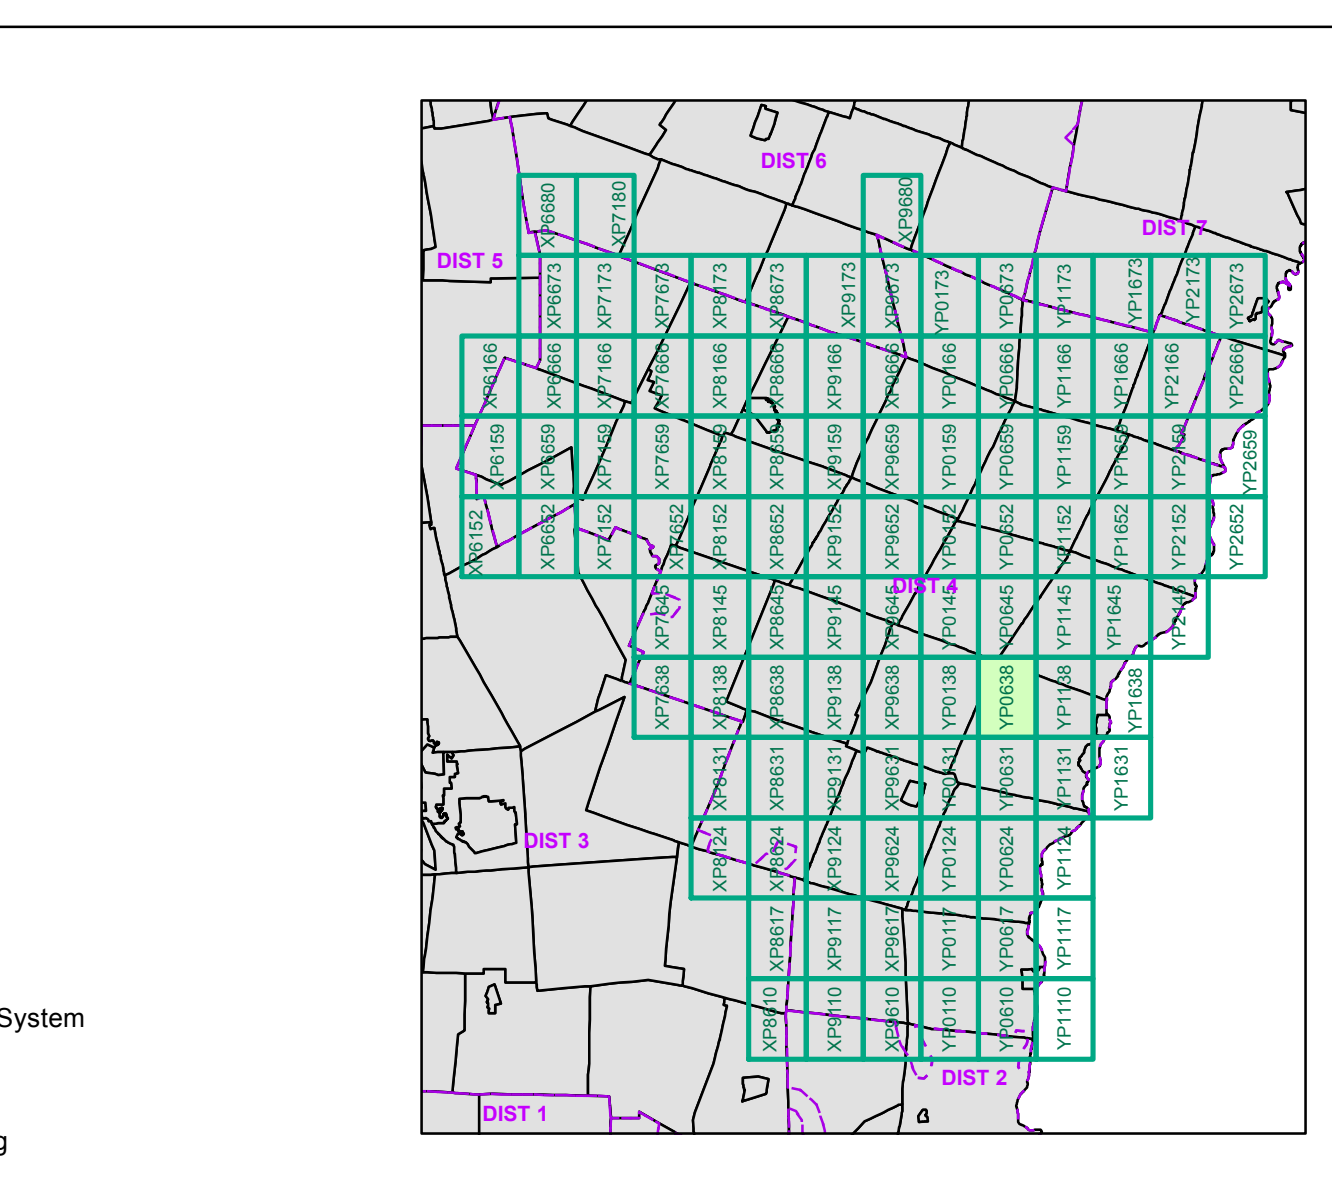 DIST 6
XP6680 XP7180 XP9680
DIST 7
DIST 5
XP6673 XP7173 XP7673 XP8173 XP8673 XP9173 XP9673 YP0173 YP0673 YP1173 YP1673 YP2173 YP2673
XP6166 XP6666 XP7166 XP7666 XP8166 XP8666 XP9166 XP9666 YP0166 YP0666 YP1166 YP1666 YP2166 YP2666
XP6159 XP6659 XP7159 XP7659 XP8159 XP8659 XP9159 XP9659 YP0159 YP0659 YP1159 YP1659 YP2159 YP2659
XP6152 XP6652 XP7152 XP7652 XP8152 XP8652 XP9152 XP9652 YP0152 YP0652 YP1152 YP1652 YP2152 YP2652
DIST 4
XP7645 XP8145 XP8645 XP9145 XP9645 YP0145 YP0645 YP1145 YP1645 YP2145
XP7638 XP8138 XP8638 XP9138 XP9638 YP0138 YP0638 YP1138 YP1638
XP8131 XP8631 XP9131 XP9631 YP0131 YP0631 YP1131 YP1631
DIST 3
XP8124 XP8624 XP9124 XP9624 YP0124 YP0624 YP1124
XP8617 XP9117 XP9617 YP0117 YP0617 YP1117
System
XP8610 XP9110 XP9610 YP0110 YP0610 YP1110
DIST 2
DIST 1
g